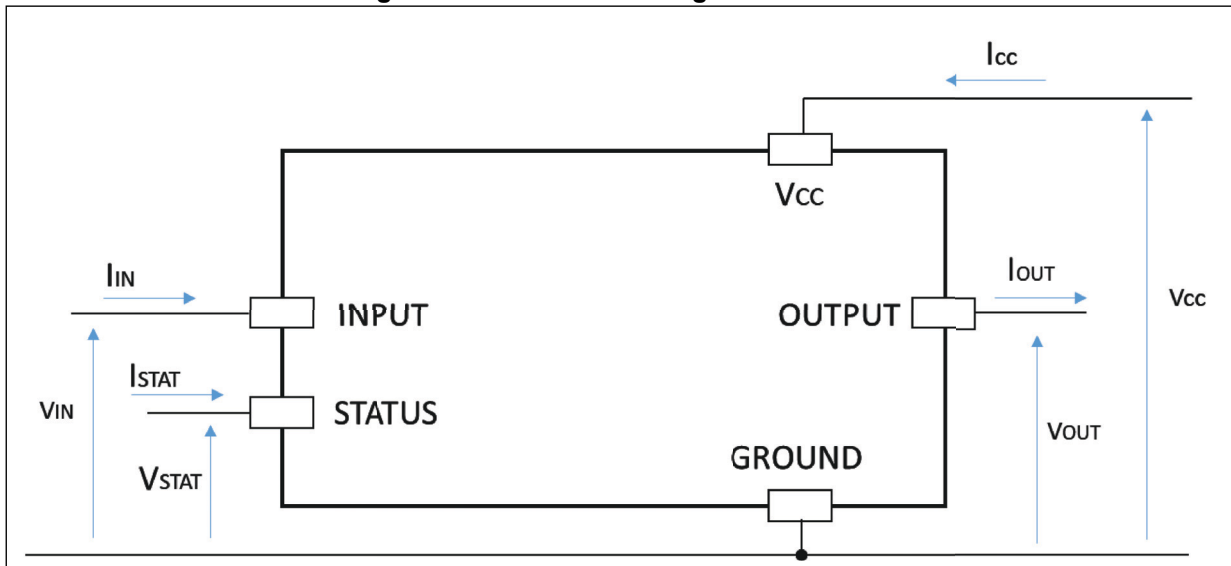 Icc
Vcc
IIN
INPUT
OUTPUT
IOUT
Vcc
ISTAT
VIN
STATUS
VOUT
VSTAT
GROUND